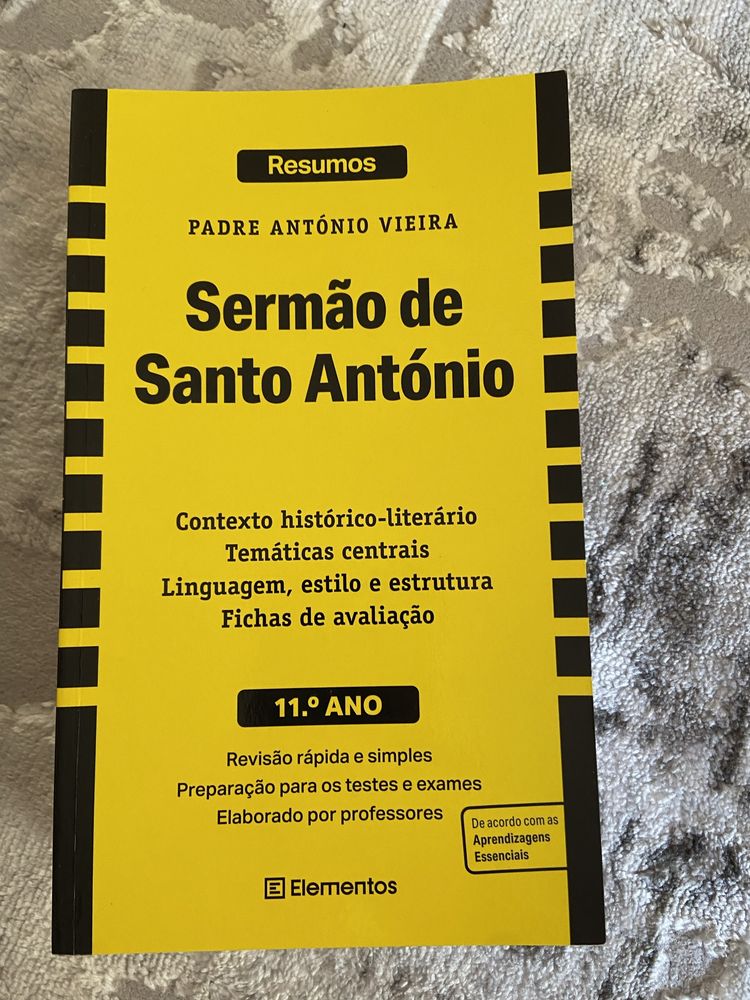 Resumos
PADRE ANTÓNIO VIEIRA
Sermão de
Santo António
Contexto histórico-literário
Temáticas centrais
Linguagem, estilo e estrutura
Fichas de avaliação
11.º ANO
Revisão rápida e simples
Preparação para os testes e exames
Elaborado por professores
De acordo com as
Aprendizagens
Essenciais
Elementos